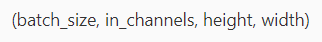 (batch_size, in_channels, height, width)